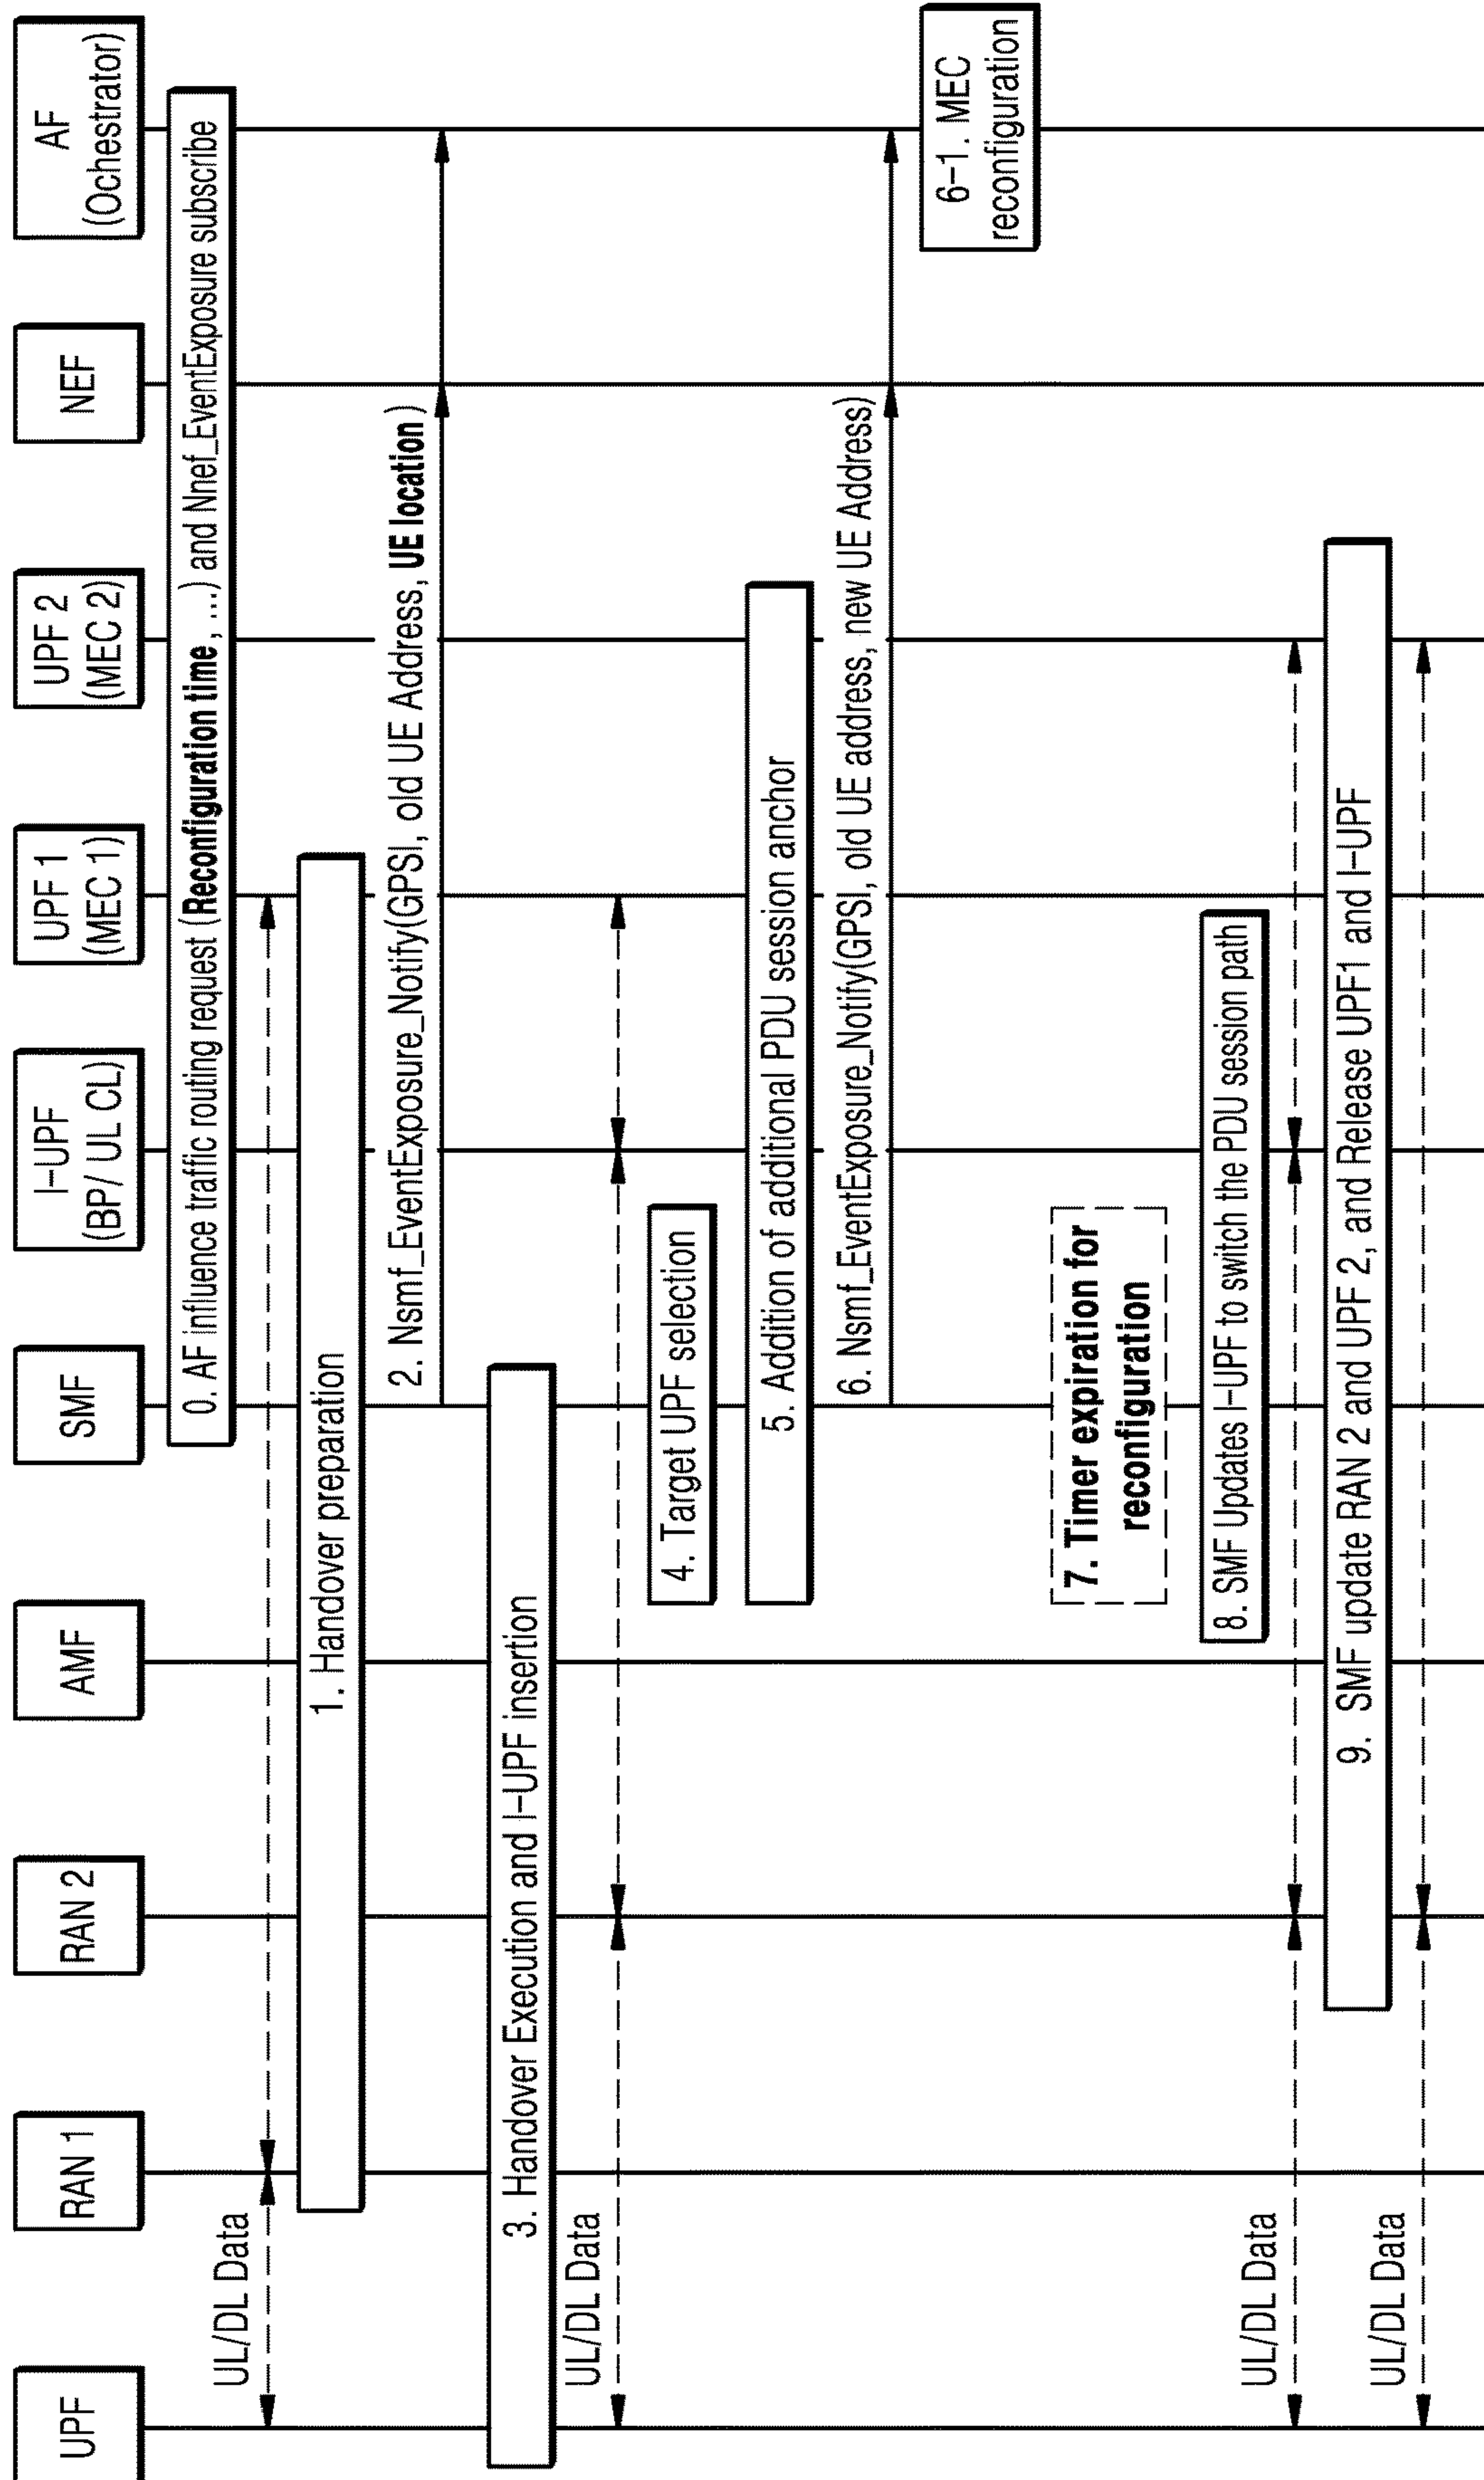 UPF
RAN 1
RAN 2
AMF
SMF
I-UPF
(BP/ UL CL)
UPF 1
(MEC 1)
UPF 2
(MEC 2)
NEF
AF
(Ochestrator)
0. AF influence traffic routing request (Reconfiguration time, ...) and Nnef_EventExposure subscribe
UL/DL Data
1. Handover preparation
2. Nsmf_EventExposure_Notify(GPSI, old UE Address, UE location)
3. Handover Execution and I-UPF insertion
UL/DL Data
4. Target UPF selection
5. Addition of additional PDU session anchor
6. Nsmf_EventExposure_Notify(GPSI, old UE address, new UE Address)
6-1. MEC
reconfiguration
7. Timer expiration for
reconfiguration
8. SMF Updates I-UPF to switch the PDU session path
UL/DL Data
9. SMF update RAN 2 and UPF 2, and Release UPF1 and I-UPF
UL/DL Data